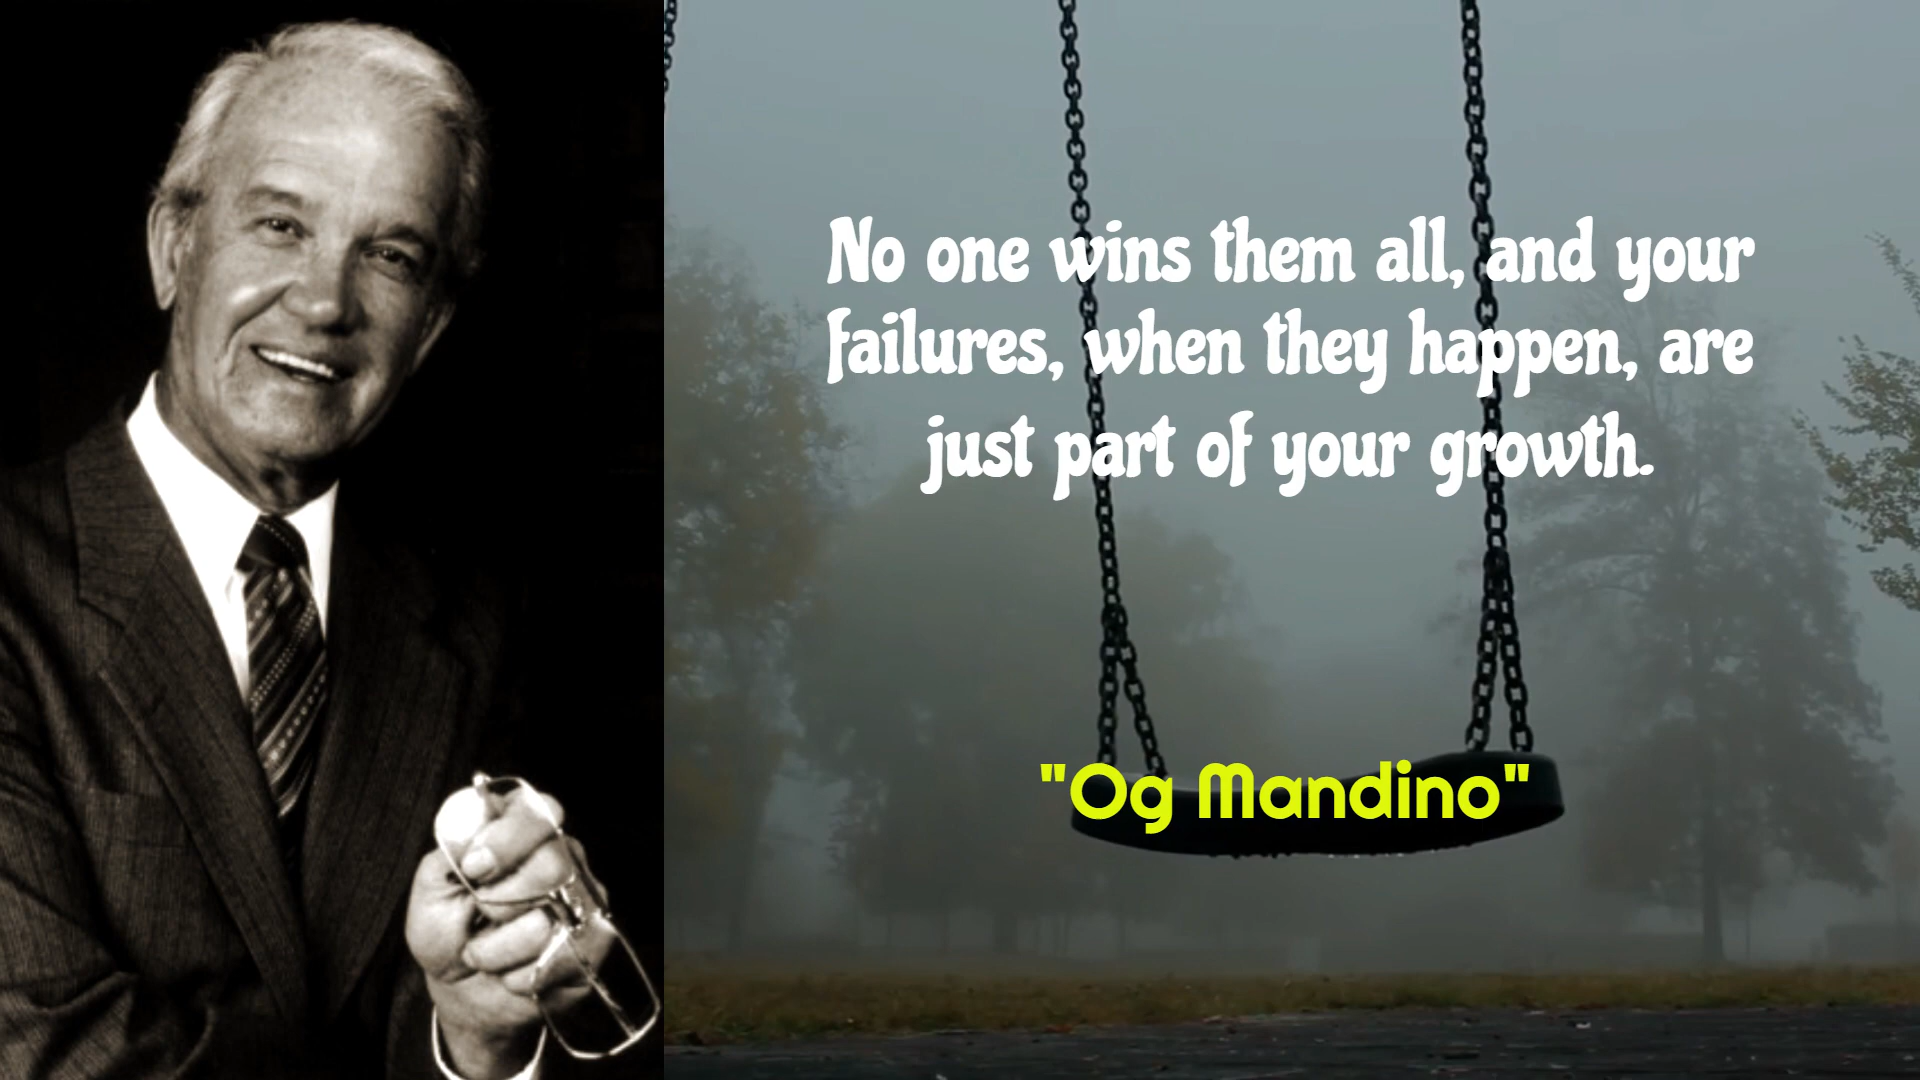 No one wins them all, and your
failures, when they happen, are
just part of your growth.
"Og Mandino"